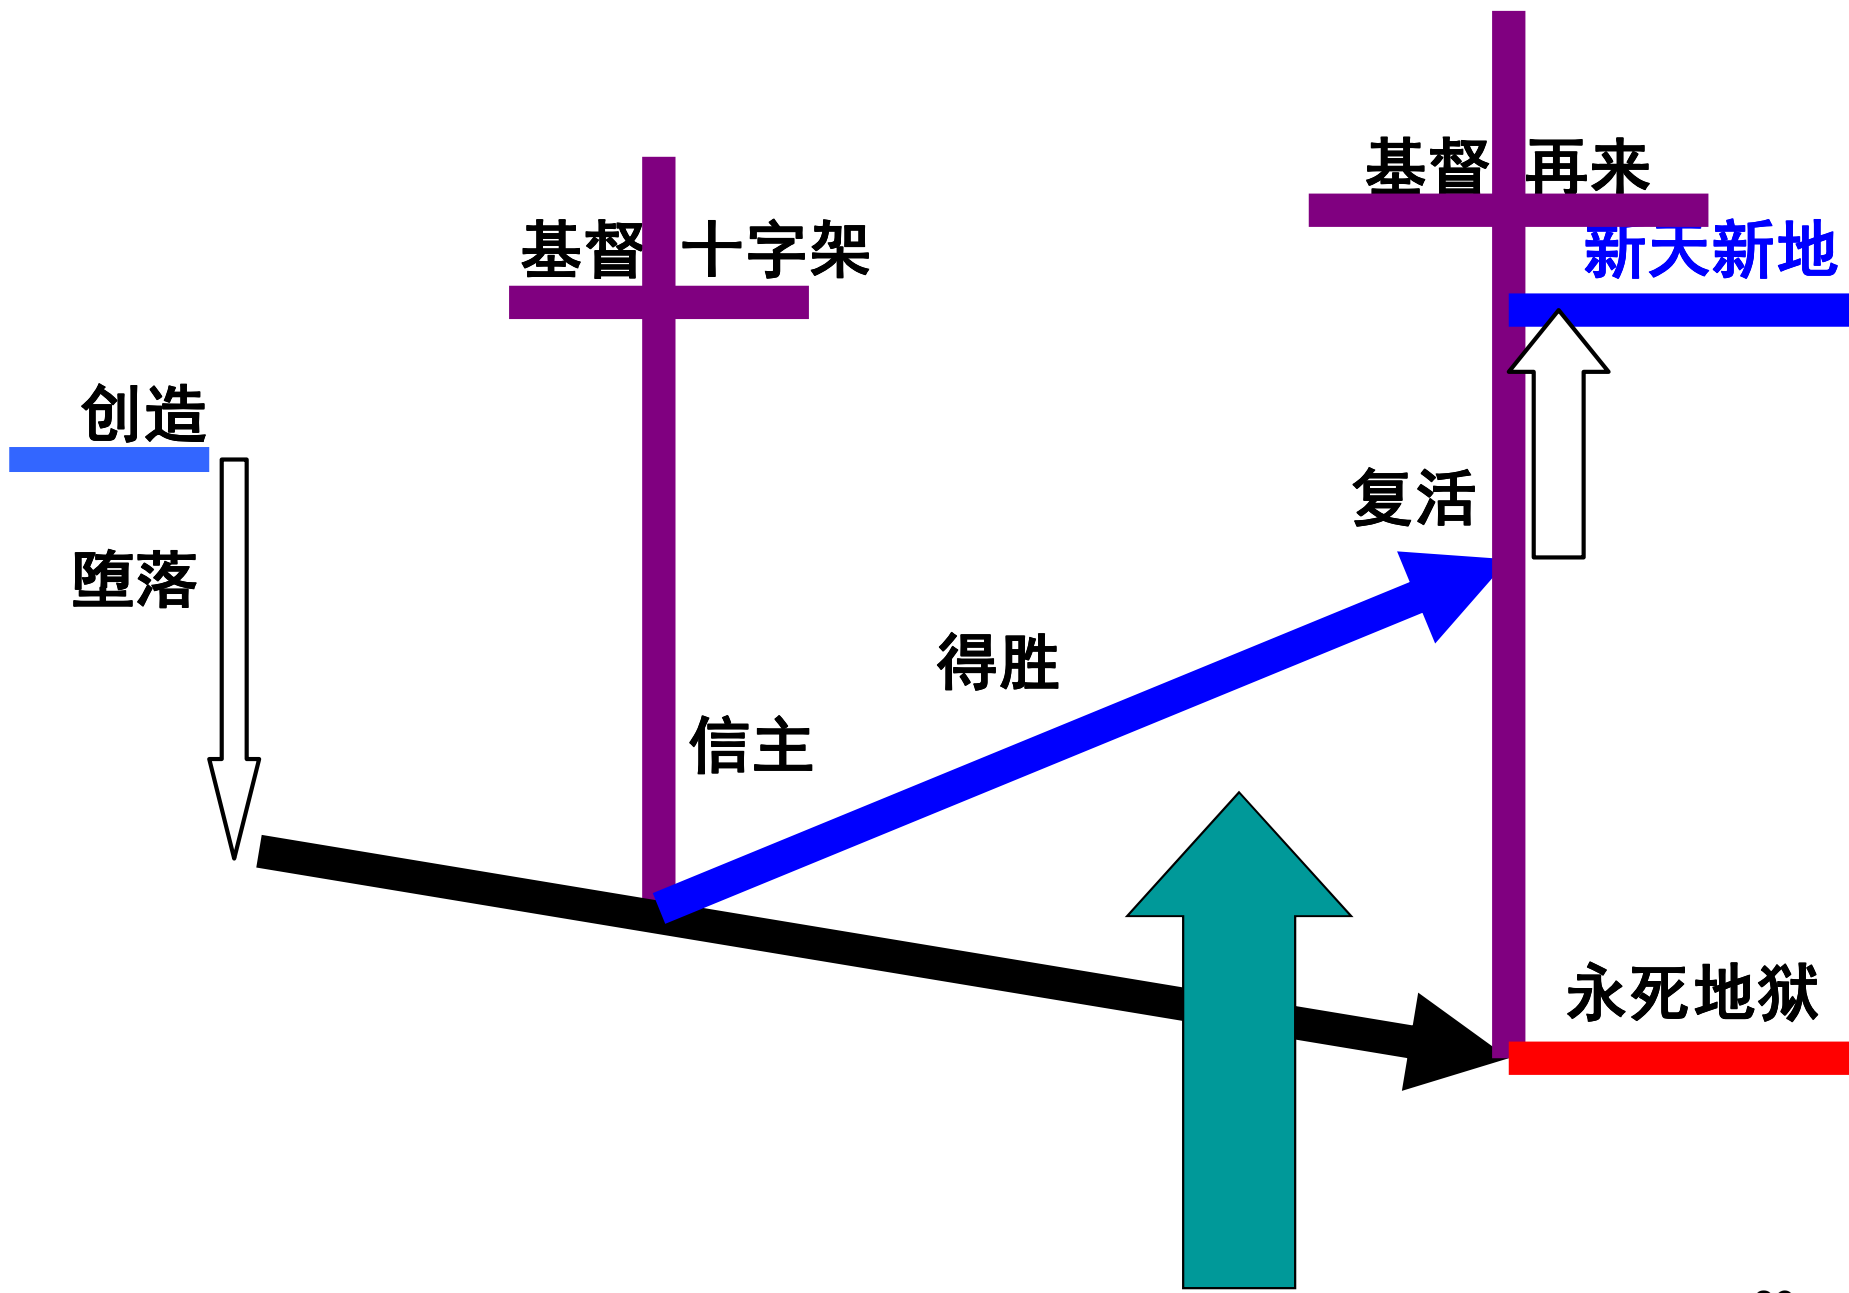 基督 再来
基督 十字架
新天新地
创造
复活
堕落
得胜
信主
永死地狱